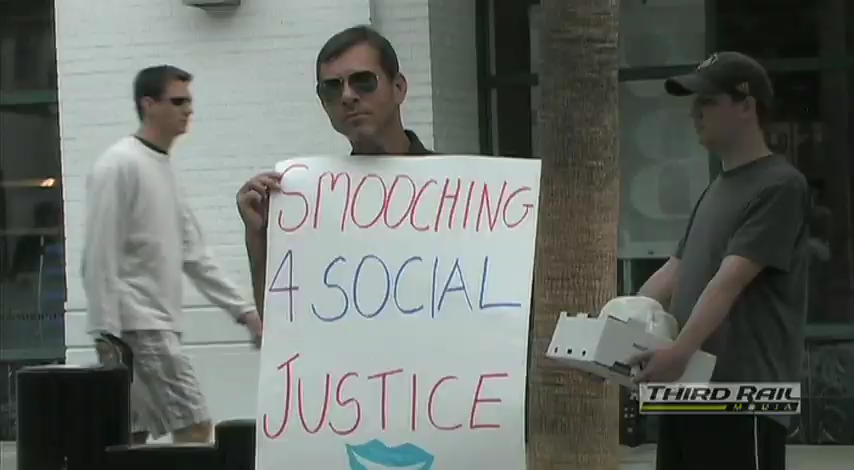 SMOOCHING
4 SOCIAL
JUSTICE
THIRD RAIL
MEDIA